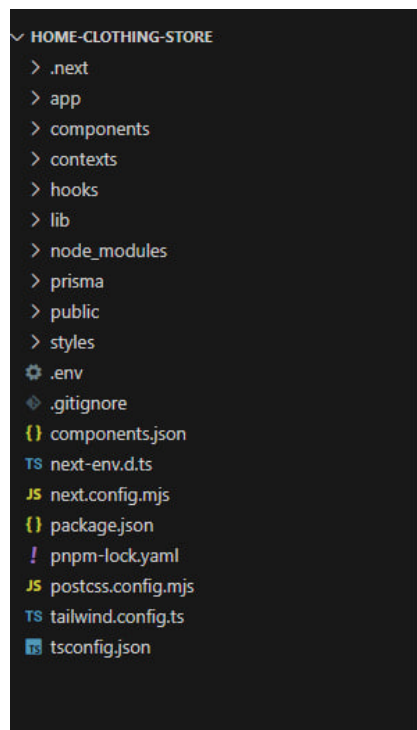 HOME-CLOTHING-STORE
.next
app
components
contexts
hooks
lib
node_modules
prisma
public
styles
.env
.gitignore
{} components.json
TS next-env.d.ts
JS next.config.mjs
{} package.json
! pnpm-lock.yaml
JS postcss.config.mjs
TS tailwind.config.ts
TS tsconfig.json